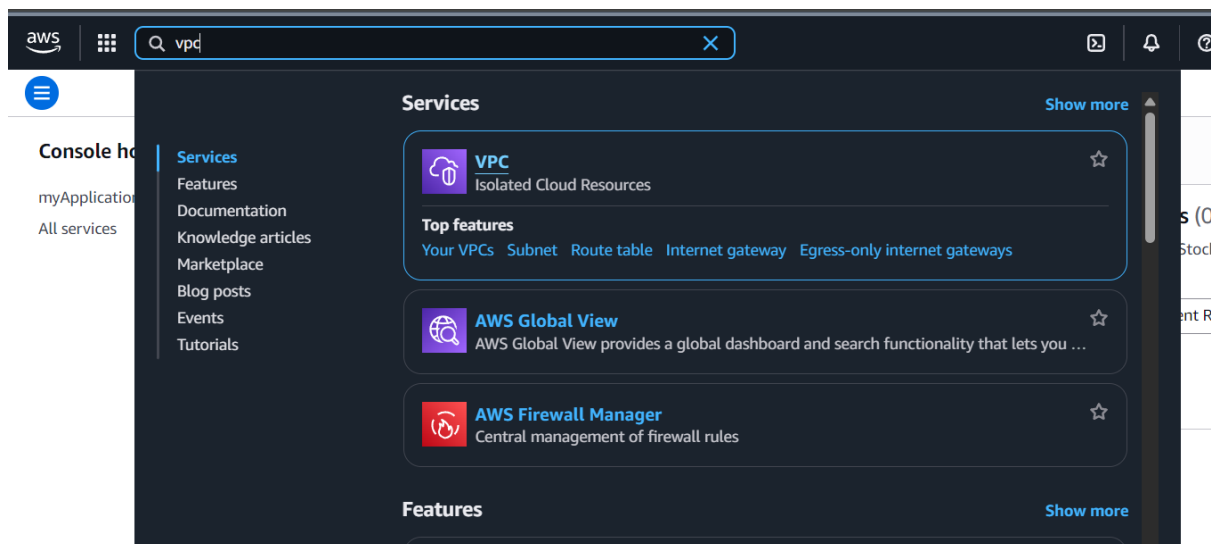 aws
vpc
Services
Show more
Console ho
myApplication
All services
Services
Features
Documentation
Knowledge articles
Marketplace
Blog posts
Events
Tutorials
VPC
Isolated Cloud Resources
Top features
Your VPCs Subnet Route table Internet gateway Egress-only internet gateways
AWS Global View
AWS Global View provides a global dashboard and search functionality that lets you ...
AWS Firewall Manager
Central management of firewall rules
Features
Show more
s (0
Stoc
ent R